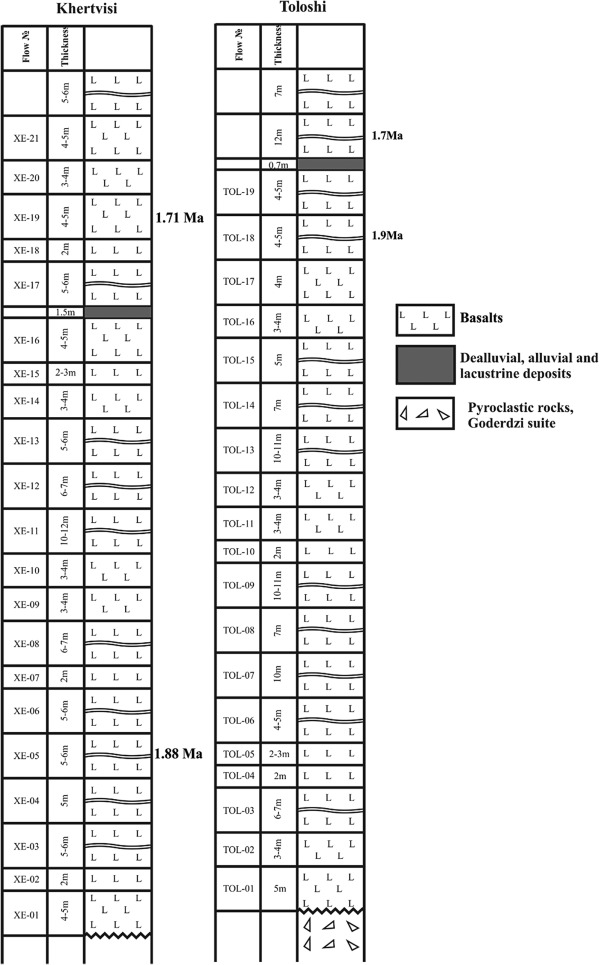 Khertvisi
Flow № Thickness
5-6m
XE-21 4-5m
XE-20 3-4m
XE-19 4-5m 1.71 Ma
XE-18 2m
XE-17 5-6m
1.5m
XE-16 4-5m
XE-15 2-3m
XE-14 3-4m
XE-13 5-6m
XE-12 6-7m
XE-11 10-12m
XE-10 3-4m
XE-09 3-4m
XE-08 6-7m
XE-07 2m
XE-06 5-6m
XE-05 5-6m 1.88 Ma
XE-04 5m
XE-03 5-6m
XE-02 2m
XE-01 4-5m
Toloshi
Flow № Thickness
7m
12m 1.7Ma
0.7m
TOL-19 4-5m
TOL-18 4-5m 1.9Ma
TOL-17 4m
TOL-16 3-4m
TOL-15 5m
TOL-14 7m
TOL-13 10-11m
TOL-12 3-4m
TOL-11 3-4m
TOL-10 2m
TOL-09 10-11m
TOL-08 7m
TOL-07 10m
TOL-06 4-5m
TOL-05 2-3m
TOL-04 2m
TOL-03 6-7m
TOL-02 3-4m
TOL-01 5m
Basalts
Dealluvial, alluvial and
lacustrine deposits
Pyroclastic rocks,
Goderdzi suite